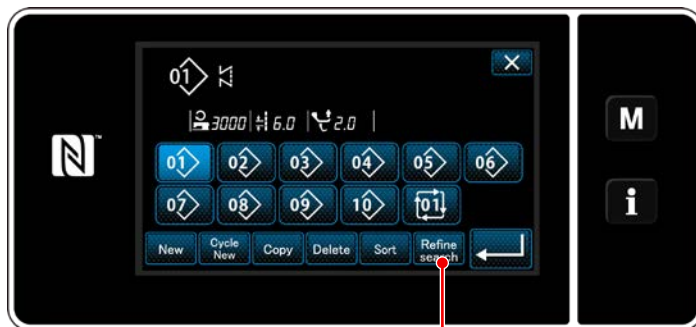 01
3000 6.0 2.0
01 02 03 04 05 06
07 08 09 10 01
New Cycle New Copy Delete Sort Refine search
N
M
i